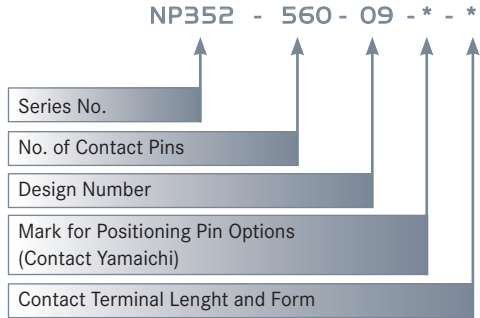 NP352 - 560 - 09 - * - *
Series No.
No. of Contact Pins
Design Number
Mark for Positioning Pin Options
(Contact Yamaichi)
Contact Terminal Lenght and Form